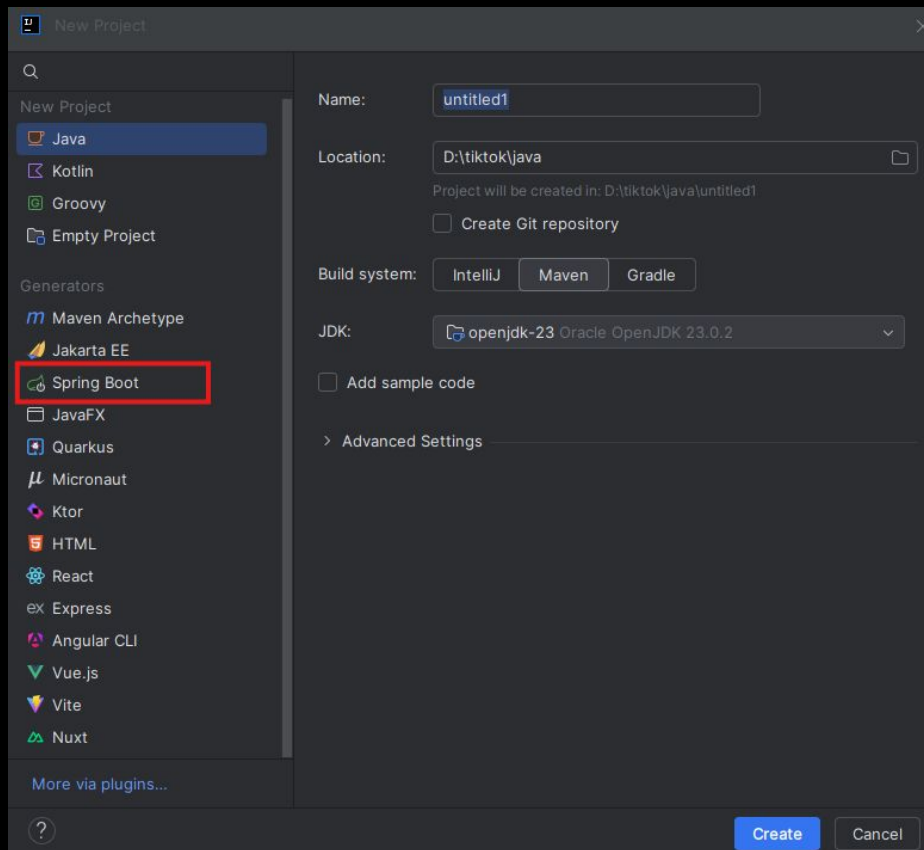 New Project
New Project
Java
Kotlin
Groovy
Empty Project
Generators
Maven Archetype
Jakarta EE
Spring Boot
JavaFX
Quarkus
Micronaut
Ktor
HTML
React
Express
Angular CLI
Vue.js
Vite
Nuxt
More via plugins...
?
Name: untitled1
Location: D:\tiktok\java
Project will be created in: D:\tiktok\java\untitled1
Create Git repository
Build system: IntelliJ Maven Gradle
JDK: openjdk-23 Oracle OpenJDK 23.0.2
Add sample code
Advanced Settings
Create Cancel